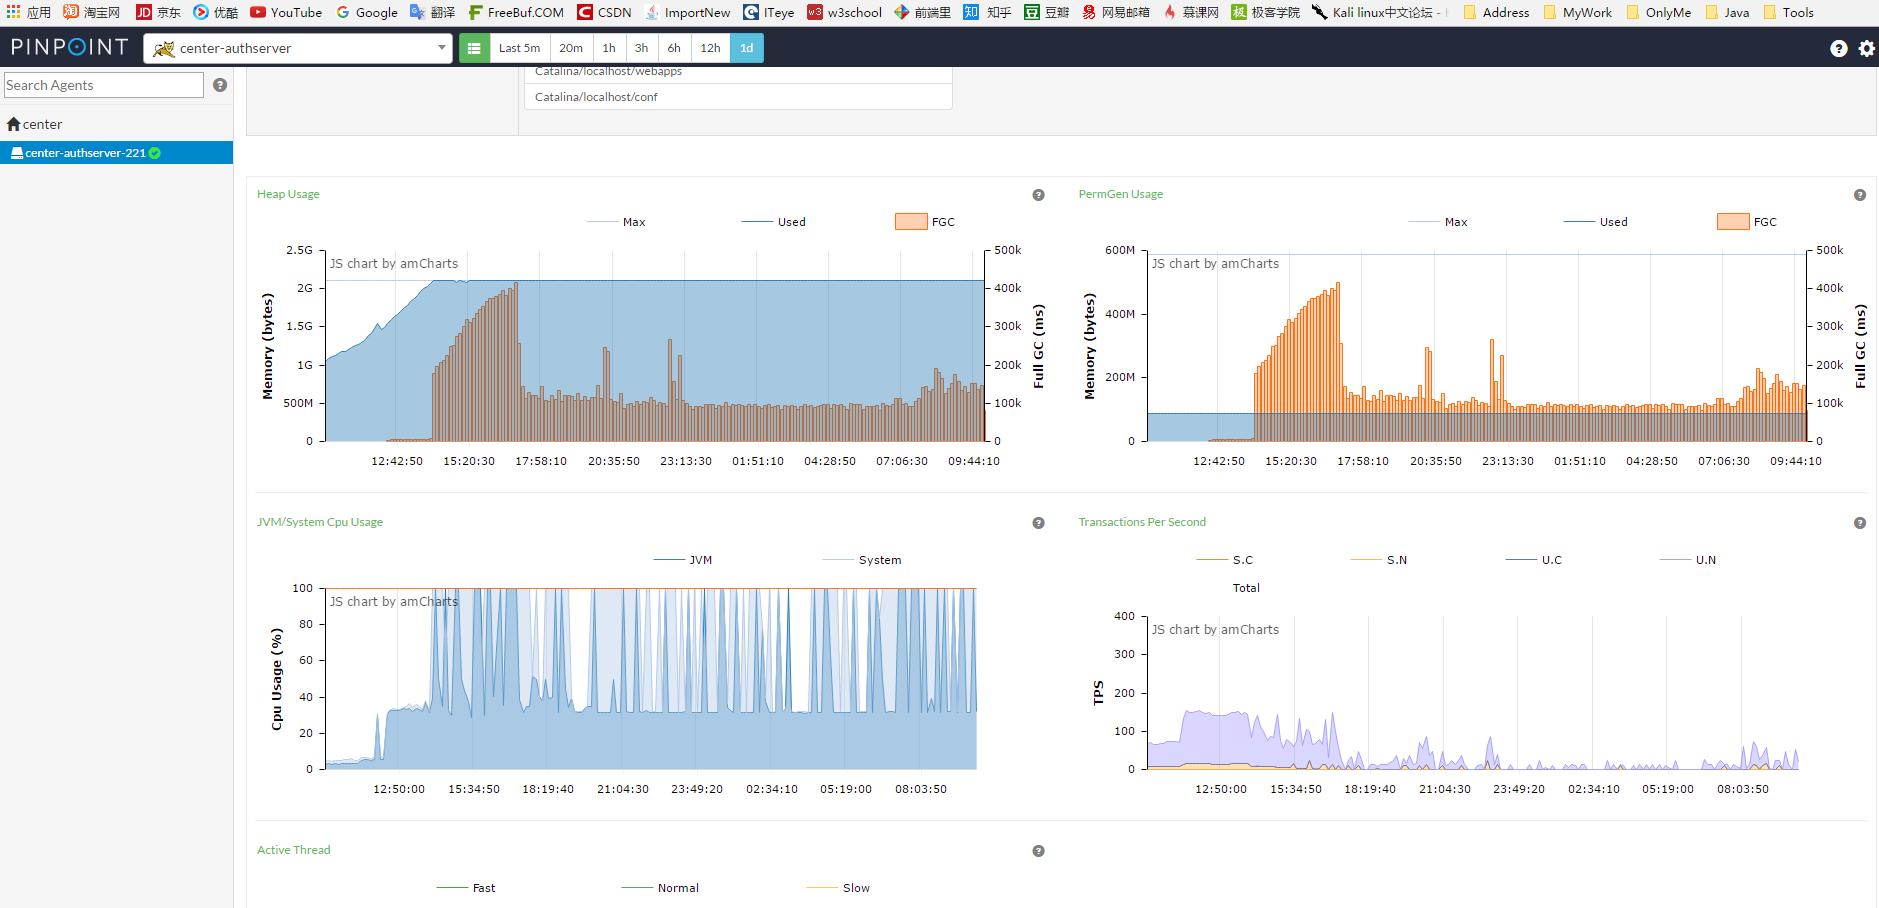 应用 淘宝网 JD 京东 优酷 YouTube Google 翻译 FreeBuf.COM CSDN ImportNew ITeye w3school 前端里 知乎 豆瓣 网易邮箱 慕课网 极客学院 Kali linux中文论坛 - Address MyWork OnlyMe Java Tools
PINPOINT center-authserver Last 5m 20m 1h 3h 6h 12h 1d
Search Agents
center
center-authserver-221
Catalina/localhost/webapps
Catalina/localhost/conf
Heap Usage
Max Used FGC
JS chart by amCharts
Memory (bytes)
2.5G
2G
1.5G
1G
500M
0
500k
400k
300k
200k
100k
0
Full GC (ms)
12:42:50 15:20:30 17:58:10 20:35:50 23:13:30 01:51:10 04:28:50 07:06:30 09:44:10
PermGen Usage
Max Used FGC
JS chart by amCharts
Memory (bytes)
600M
400M
200M
0
500k
400k
300k
200k
100k
0
Full GC (ms)
12:42:50 15:20:30 17:58:10 20:35:50 23:13:30 01:51:10 04:28:50 07:06:30 09:44:10
JVM/System Cpu Usage
JVM System
JS chart by amCharts
Cpu Usage (%)
100
80
60
40
20
0
12:50:00 15:34:50 18:19:40 21:04:30 23:49:20 02:34:10 05:19:00 08:03:50
Transactions Per Second
S.C S.N U.C U.N
Total
JS chart by amCharts
TPS
400
300
200
100
0
12:50:00 15:34:50 18:19:40 21:04:30 23:49:20 02:34:10 05:19:00 08:03:50
Active Thread
Fast Normal Slow